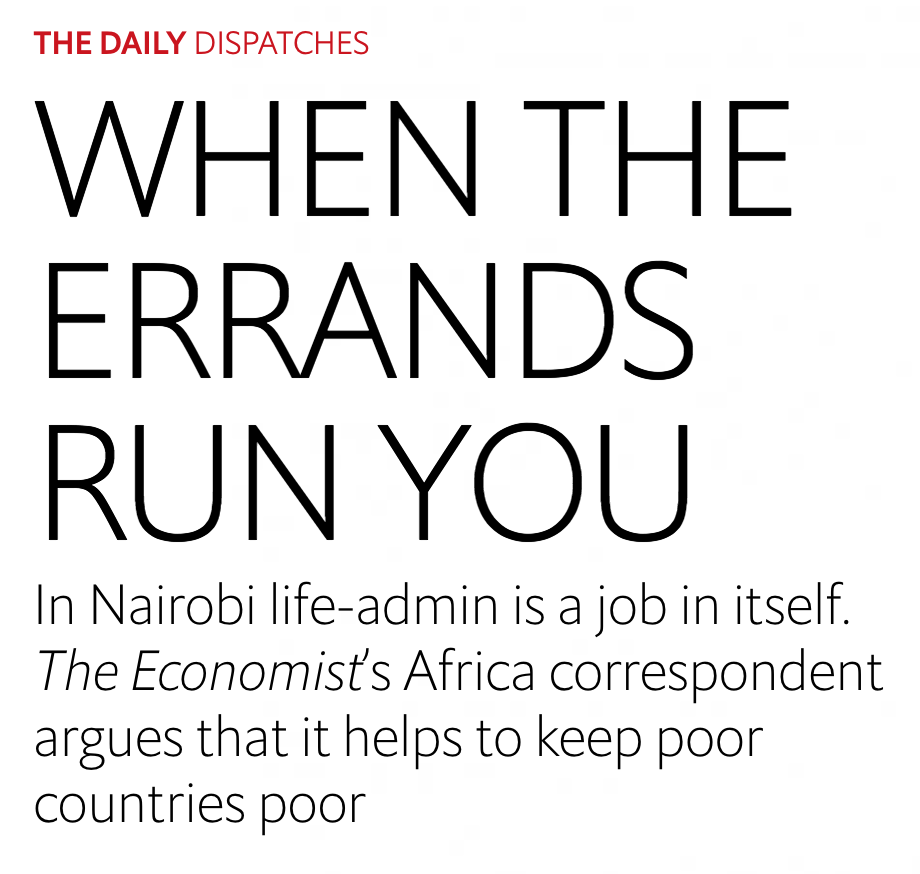 THE DAILY DISPATCHES
WHEN THE
ERRANDS
RUN YOU
In Nairobi life-admin is a job in itself.
The Economist's Africa correspondent
argues that it helps to keep poor
countries poor